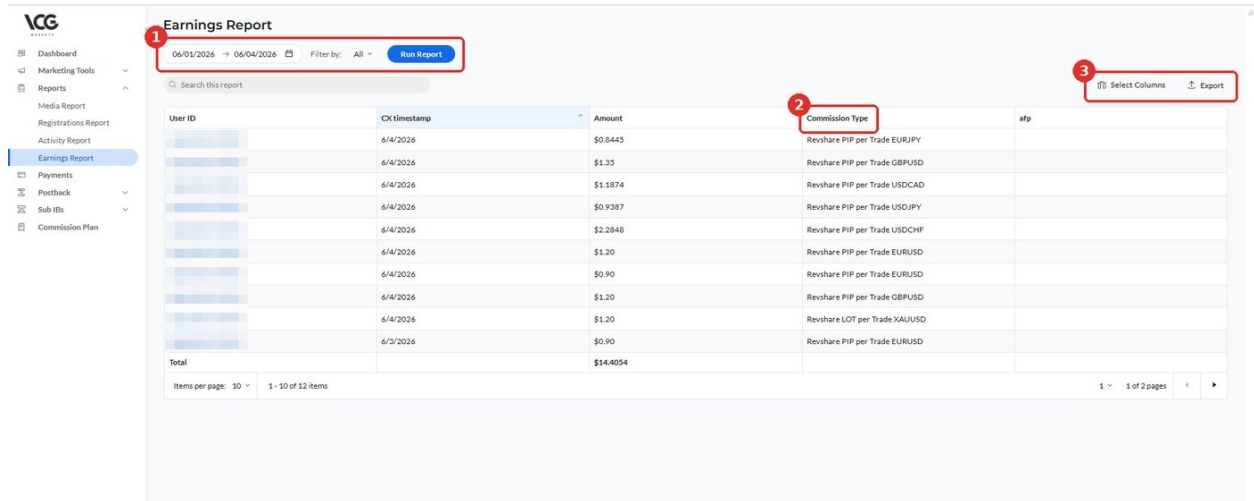 VCG
MARKETS
Dashboard
Marketing Tools
Reports
Media Report
Registrations Report
Activity Report
Earnings Report
Payments
Postback
Sub IBs
Commission Plan
Earnings Report
1
06/01/2026 → 06/04/2026 Filter by: All Run Report
Search this report
3
Select Columns Export
2
User ID CX timestamp Amount Commission Type afp
6/4/2026 $0.8445 Revshare PIP per Trade EURJPY
6/4/2026 $1.35 Revshare PIP per Trade GBPUSD
6/4/2026 $1.1874 Revshare PIP per Trade USDCAD
6/4/2026 $0.9387 Revshare PIP per Trade USDJPY
6/4/2026 $2.2848 Revshare PIP per Trade USDCHF
6/4/2026 $1.20 Revshare PIP per Trade EURUSD
6/4/2026 $0.90 Revshare PIP per Trade EURUSD
6/4/2026 $1.20 Revshare PIP per Trade GBPUSD
6/4/2026 $1.20 Revshare LOT per Trade XAUUSD
6/3/2026 $0.90 Revshare PIP per Trade EURUSD
Total $14.4054
Items per page: 10 1 - 10 of 12 items 1 1 of 2 pages